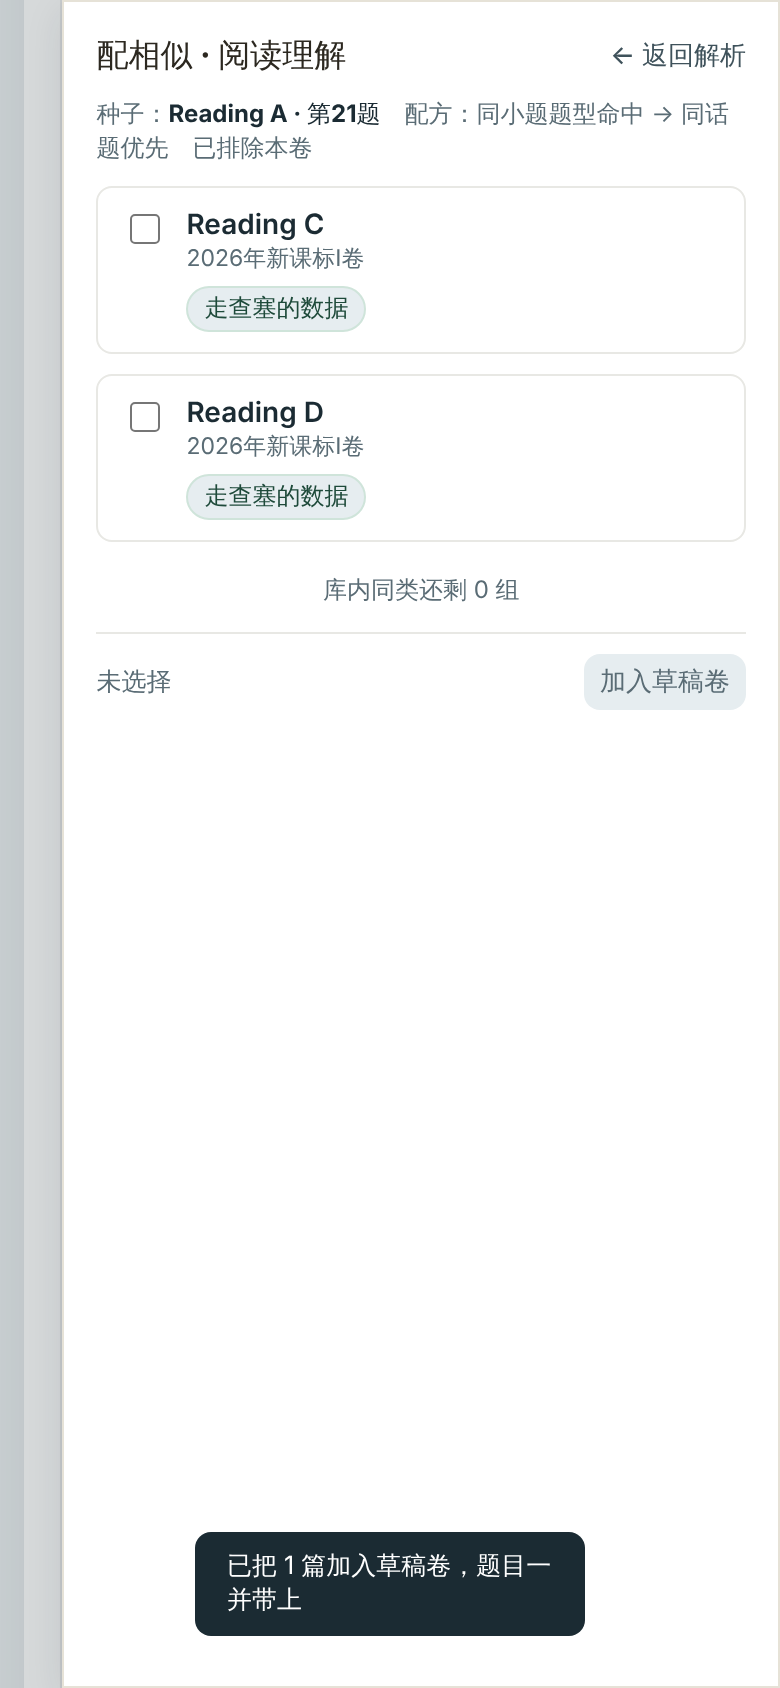 配相似 · 阅读理解
← 返回解析
种子：Reading A · 第21题 配方：同小题题型命中 → 同话
题优先 已排除本卷
Reading C
2026年新课标I卷
走查塞的数据
Reading D
2026年新课标I卷
走查塞的数据
库内同类还剩 0 组
未选择
加入草稿卷
已把 1 篇加入草稿卷，题目一
并带上